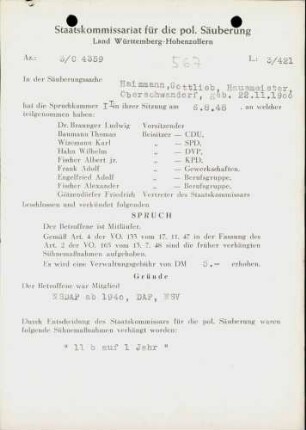 Staatskommissariat für die pol. Säuberung
Land Württemberg-Hohenzollern
Az.: S/C 4359 567 L.: 3/421
In der Säuberungssache Heizmann, Gottlieb, Hausmeister,
Oberschwandorf, geb. 22.11.1906
hat die Spruchkammer I in ihrer Sitzung am 6.8.48 an welcher
teilgenommen haben:
Dr. Bonanger Ludwig Vorsitzender
Baumann Thomas Beisitzer — CDU,
Wizemann Karl „ — SPD,
Hahn Wilhelm „ — DVP,
Fischer Albert jr. „ — KPD,
Frank Adolf „ — Gewerkschaften,
Engelfried Adolf „ — Berufsgruppe,
Fischer Alexander „ — Berufsgruppe,
Friedrich Vertreter des Staatskommissars
beschlossen und verkündet folgenden
SPRUCH
Der Betroffene ist Mitläufer.
Gemäß Art. 4 der VO. 133 vom 17. 11. 47 in der Fassung des
Art. 2 der VO. 165 vom 13. 7. 48 sind die früher verhängten
Sühnemaßnahmen aufgehoben.
Es wird eine Verwaltungsgebühr von DM 5.- erhoben.
Gründe
Der Betroffene war Mitglied
NSDAP ab 1940, DAF, NSV
Durch Entscheidung des Staatskommissars für die pol. Säuberung waren
folgende Sühnemaßnahmen verhängt worden:
" 11 b auf 1 Jahr "